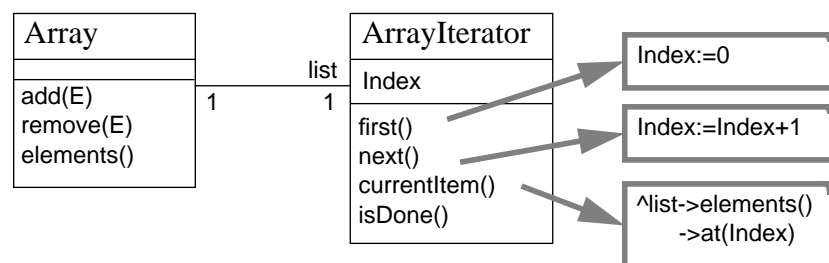 Array
add(E)
remove(E)
elements()
1
list
1
ArrayIterator
Index
first()
next()
currentItem()
isDone()
Index:=0
Index:=Index+1
^list->elements()
->at(Index)